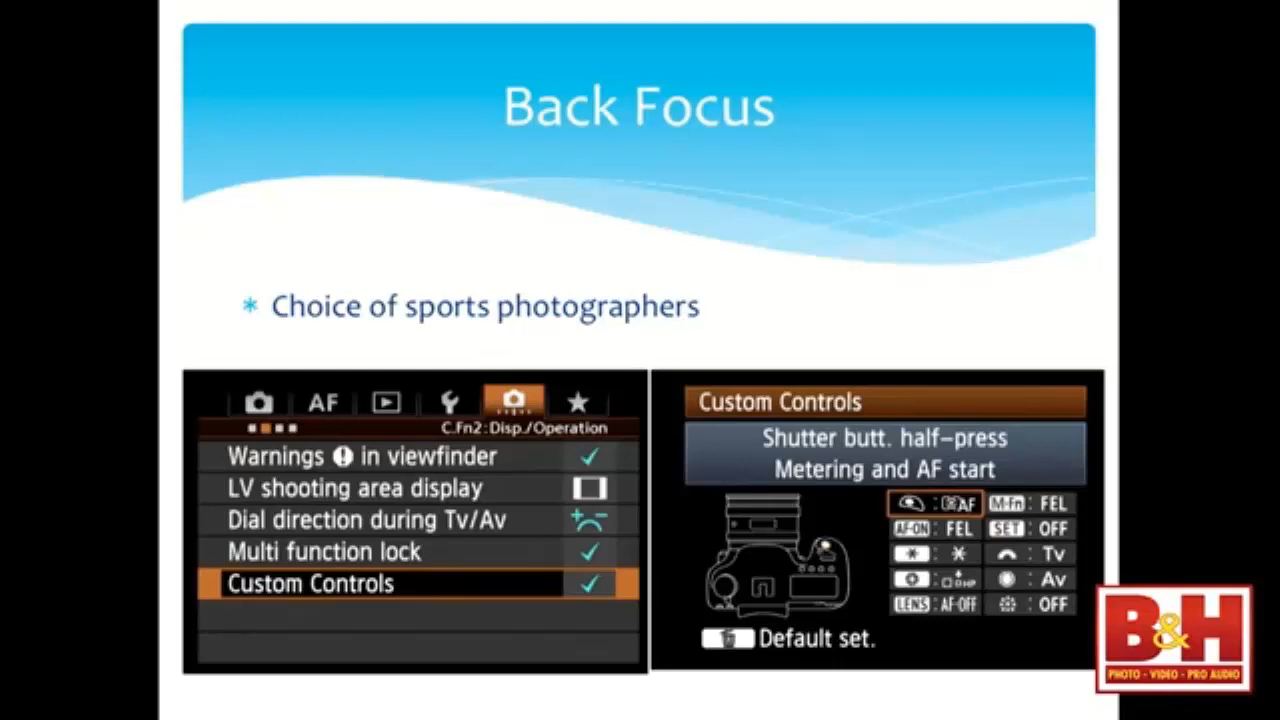 Back Focus
* Choice of sports photographers
AF
C.Fn2:Disp./Operation
Warnings ! in viewfinder
LV shooting area display
Dial direction during Tv/Av
Multi function lock
Custom Controls
Custom Controls
Shutter butt. half-press
Metering and AF start
: AF M-Fn : FEL
AF-ON : FEL SET : OFF
* : * : Tv
: HP : Av
LENS : AF-OFF : OFF
Default set.
B&H
PHOTO - VIDEO - PRO AUDIO